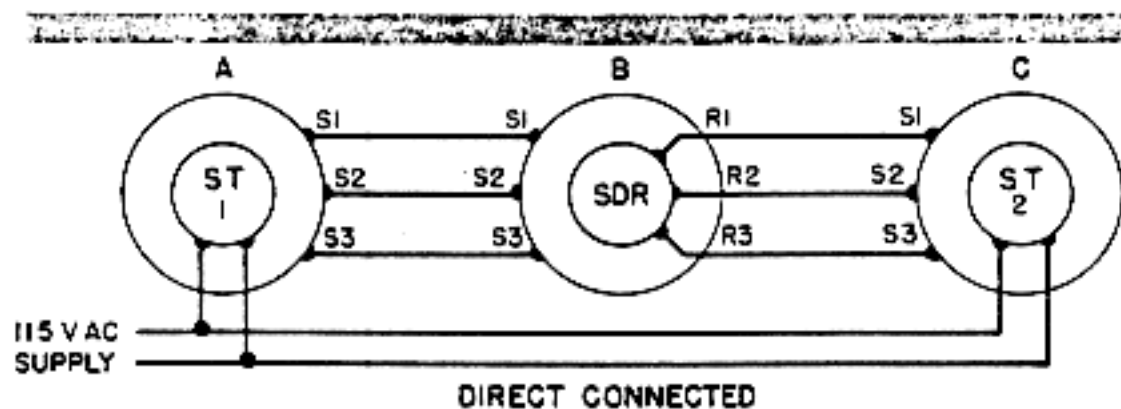 A B C
S1 S1 R1 S1
ST 1 S2 S2 SDR R2 S2 ST 2
S3 S3 R3 S3
115 V AC
SUPPLY
DIRECT CONNECTED